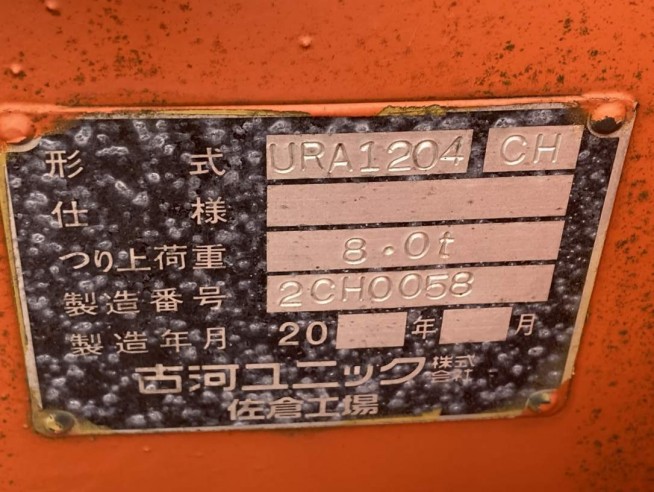 形式 URA1204 CH
仕様
つり上荷重 8.0t
製造番号 2CH0058
製造年月 20 年 月
古河ユニック株式会社
佐倉工場